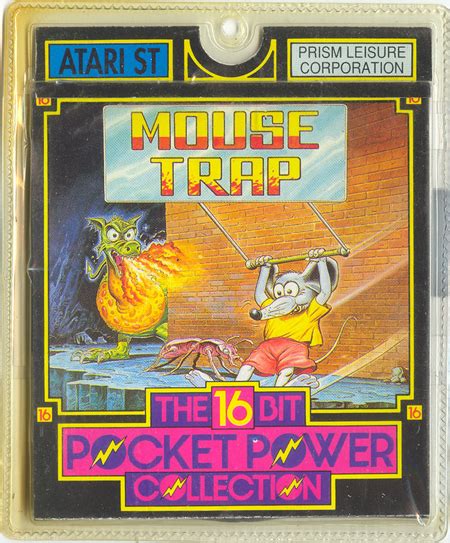 ATARI ST
PRISM LEISURE
CORPORATION
16
16
MOUSE
TRAP
16
16
THE 16 BIT
POCKET POWER
COLLECTION